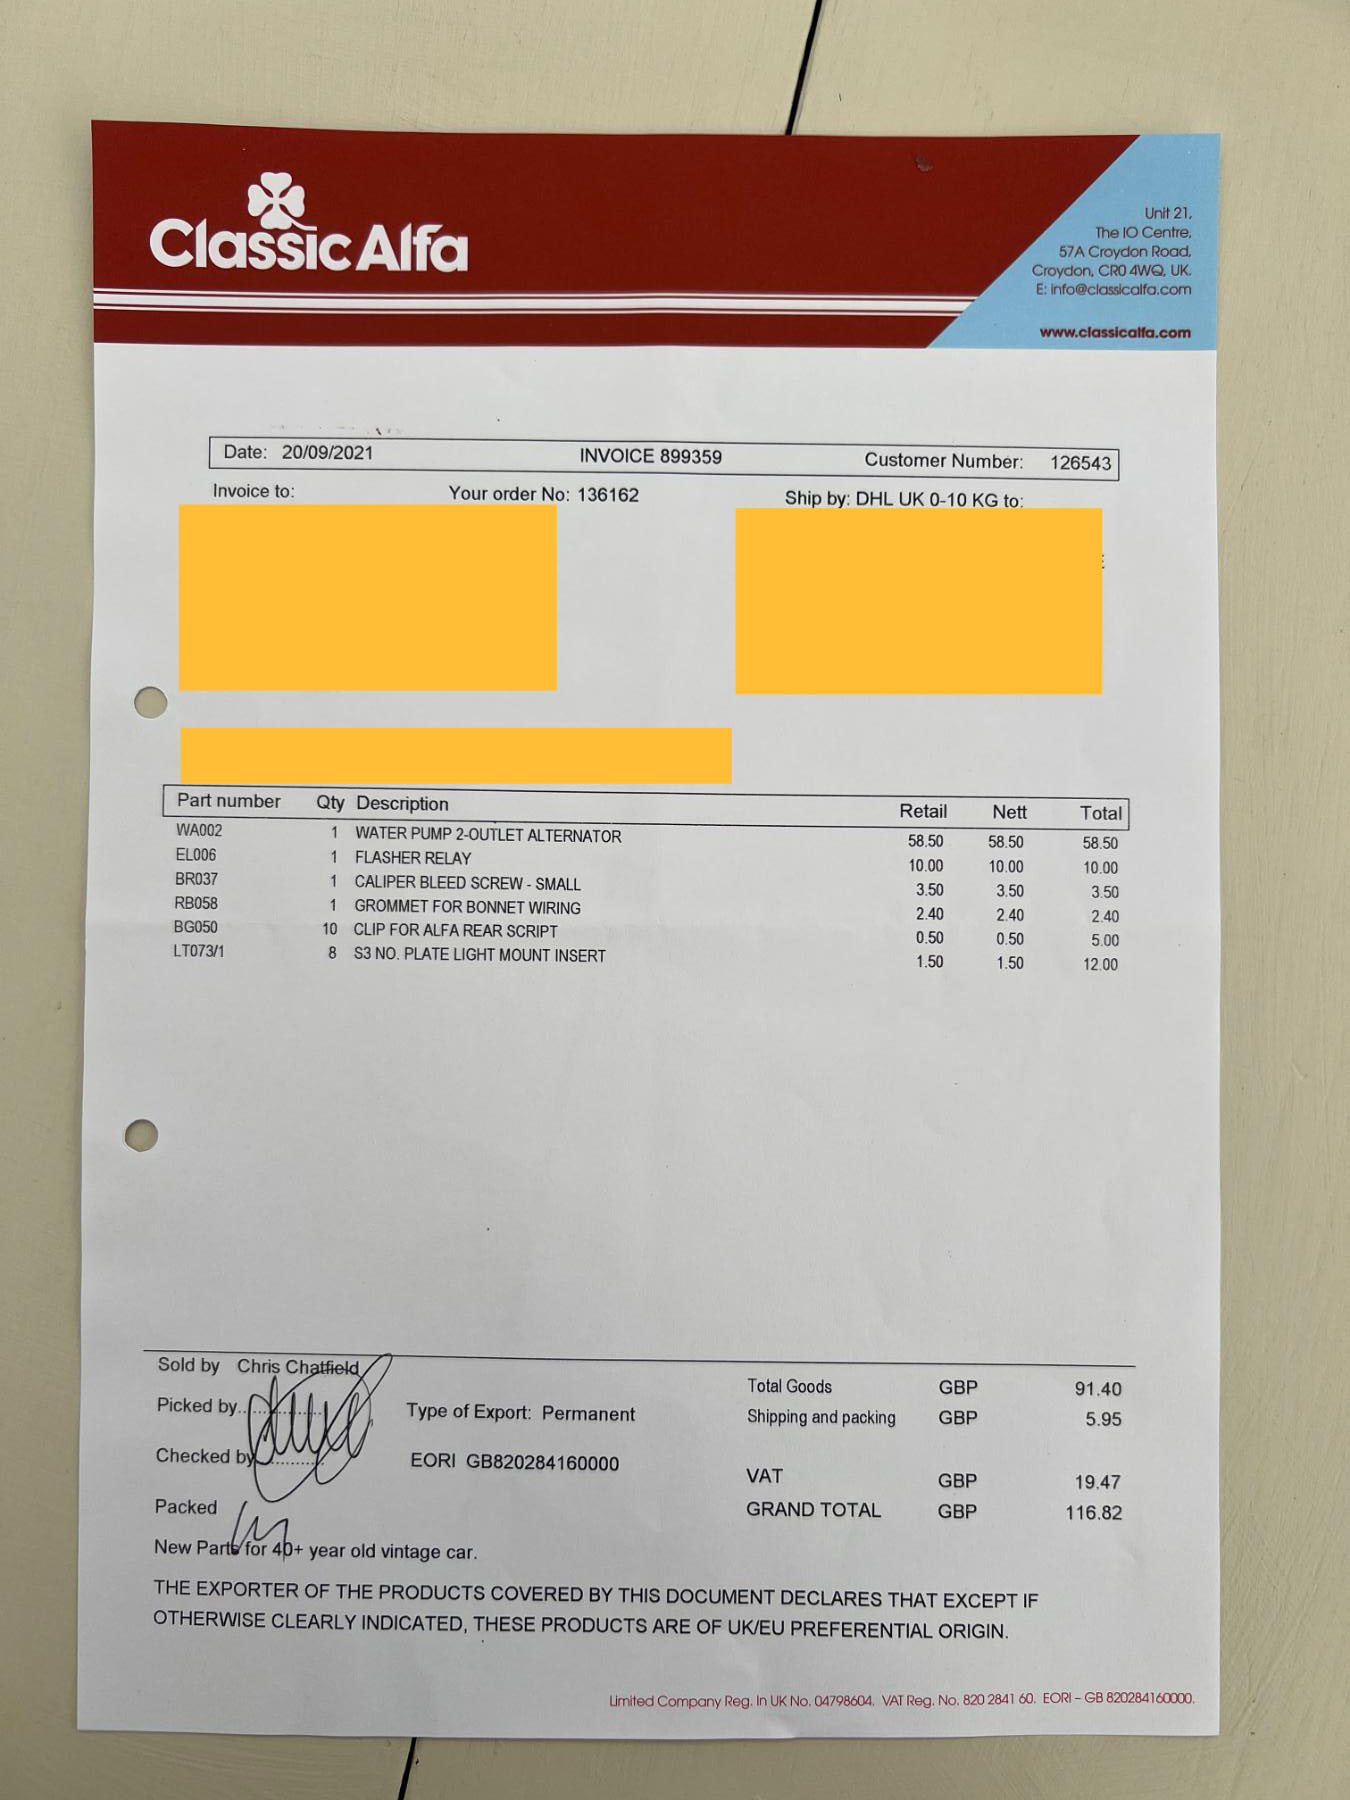 Classic Alfa
Unit 21,
The IO Centre,
57A Croydon Road,
Croydon, CR0 4WQ, UK.
E: info@classicalfa.com
www.classicalfa.com
Date: 20/09/2021 INVOICE 899359 Customer Number: 126543
Invoice to: Your order No: 136162 Ship by: DHL UK 0-10 KG to:
Part number Qty Description Retail Nett Total
WA002 1 WATER PUMP 2-OUTLET ALTERNATOR 58.50 58.50 58.50
EL006 1 FLASHER RELAY 10.00 10.00 10.00
BR037 1 CALIPER BLEED SCREW - SMALL 3.50 3.50 3.50
RB058 1 GROMMET FOR BONNET WIRING 2.40 2.40 2.40
BG050 10 CLIP FOR ALFA REAR SCRIPT 0.50 0.50 5.00
LT073/1 8 S3 NO. PLATE LIGHT MOUNT INSERT 1.50 1.50 12.00
Sold by Chris Chatfield
Total Goods GBP 91.40
Picked by Type of Export: Permanent Shipping and packing GBP 5.95
Checked by EORI GB820284160000 VAT GBP 19.47
Packed GRAND TOTAL GBP 116.82
New Parts for 40+ year old vintage car.
THE EXPORTER OF THE PRODUCTS COVERED BY THIS DOCUMENT DECLARES THAT EXCEPT IF
OTHERWISE CLEARLY INDICATED, THESE PRODUCTS ARE OF UK/EU PREFERENTIAL ORIGIN.
Limited Company Reg. In UK No. 04798604. VAT Reg. No. 820 2841 60. EORI - GB 820284160000.